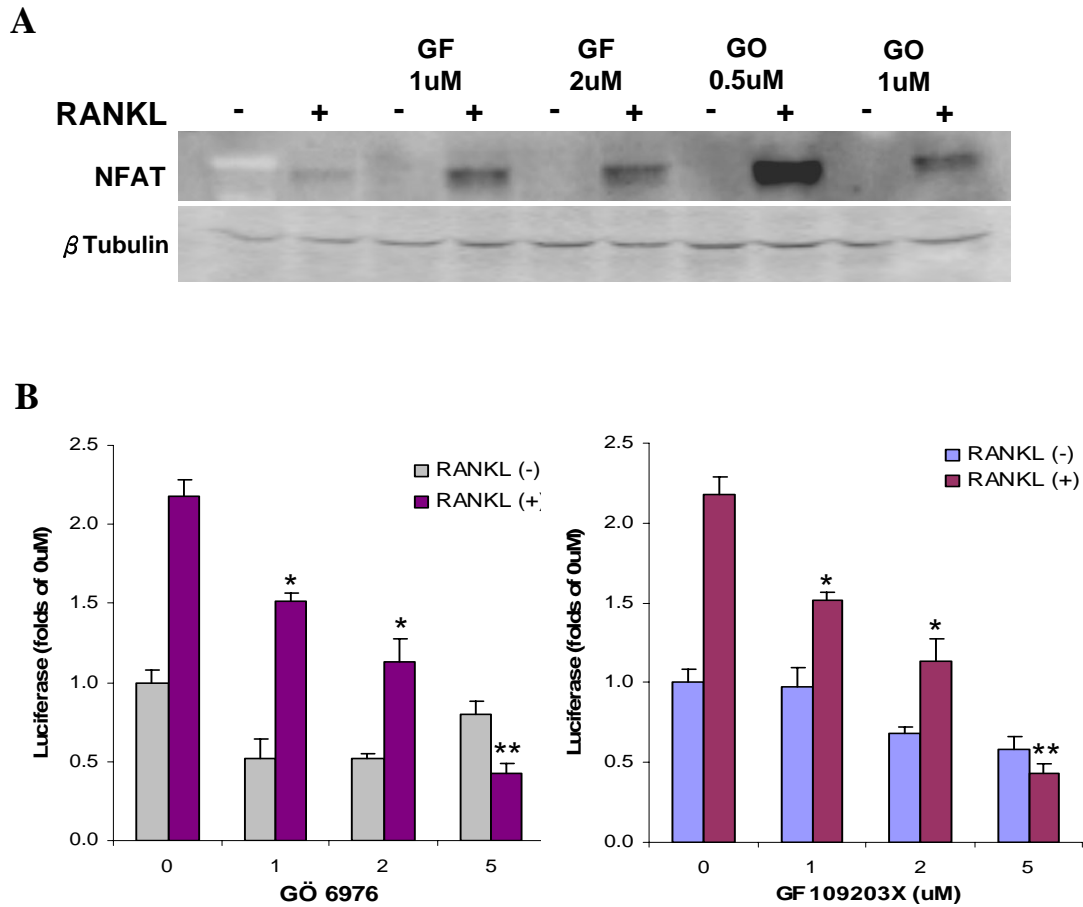 A
GF GF GO GO
1uM 2uM 0.5uM 1uM
RANKL - + - + - + - +
NFAT
β Tubulin
B
2.5
2.0
1.5
1.0
0.5
0.0
Luciferase (folds of 0uM)
RANKL (-)
RANKL (+)
*
*
**
0 1 2 5
GÖ 6976
2.5
2.0
1.5
1.0
0.5
0.0
Luciferase (folds of 0uM)
RANKL (-)
RANKL (+)
*
*
**
0 1 2 5
GF 109203X (uM)